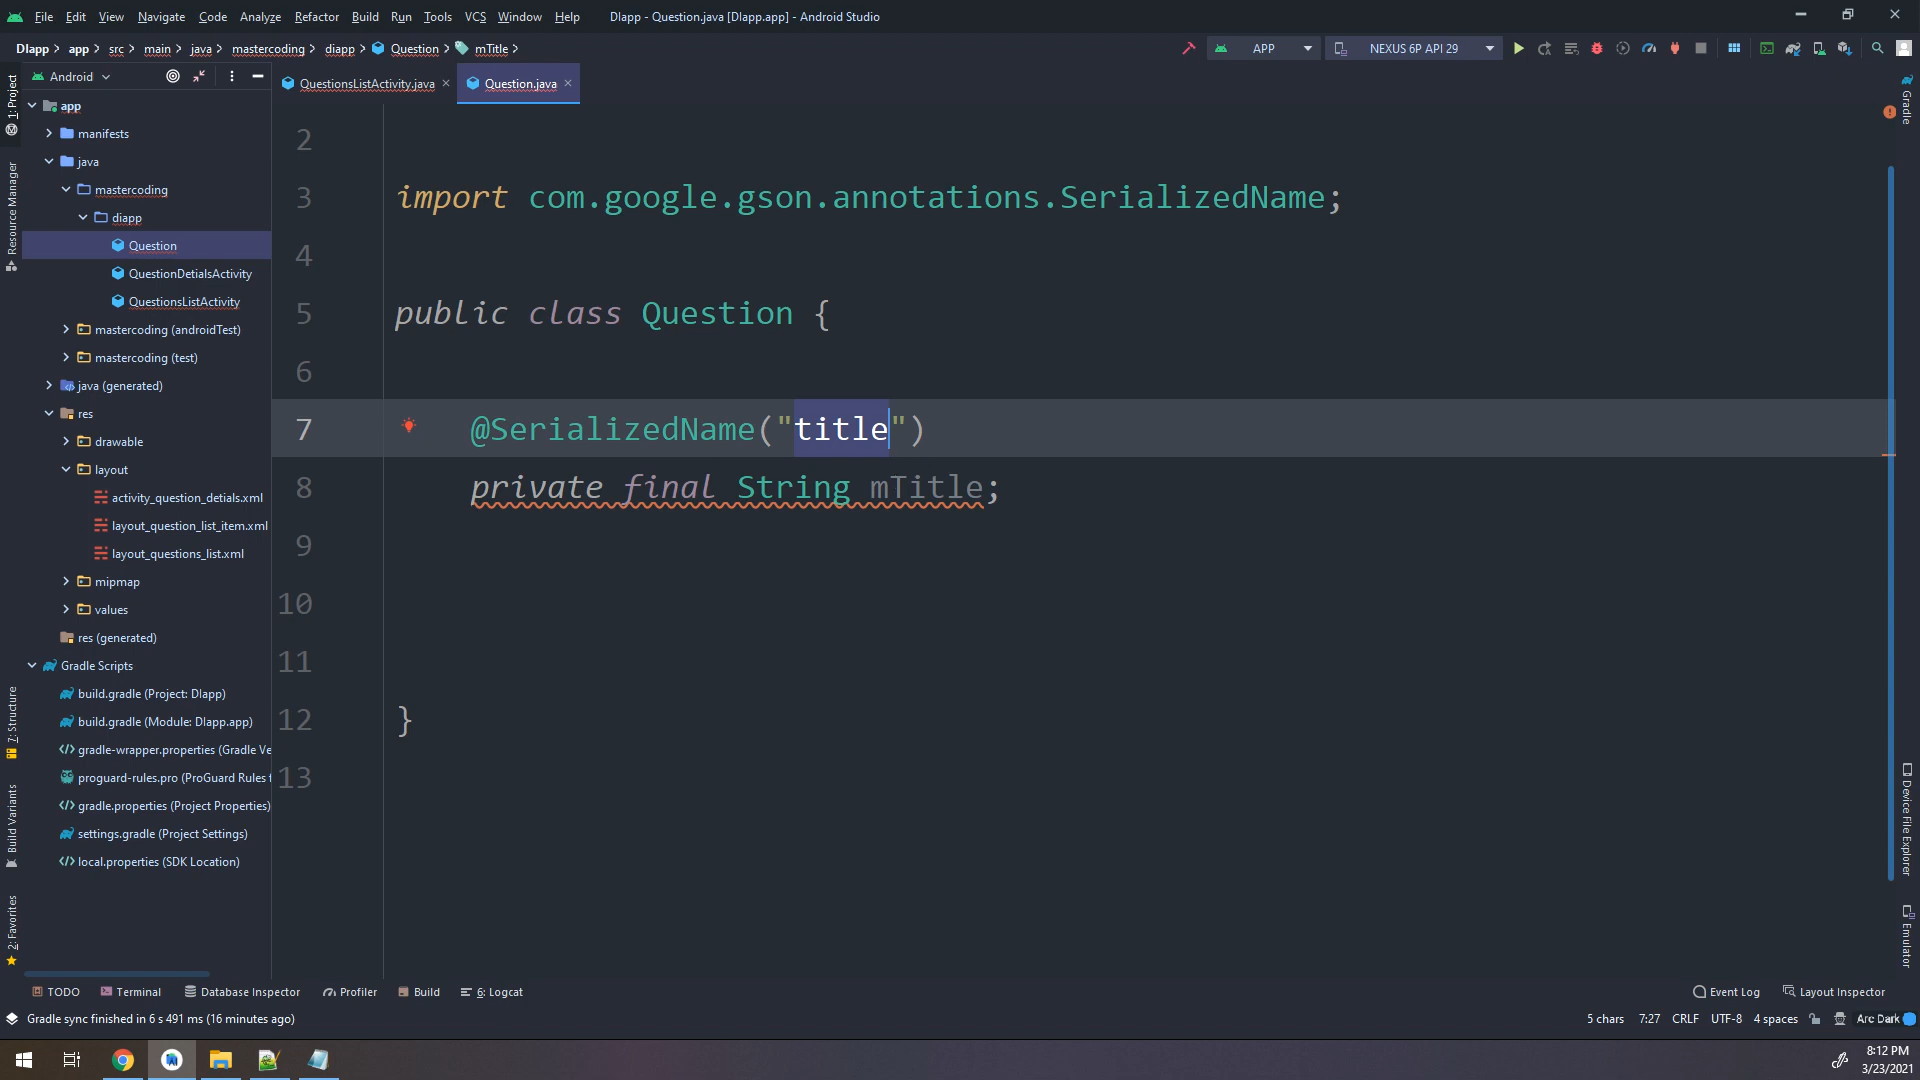 File Edit View Navigate Code Analyze Refactor Build Run Tools VCS Window Help DIapp - Question.java [DIapp.app] - Android Studio
DIapp app src main java mastercoding diapp Question mTitle APP NEXUS 6P API 29
Android
QuestionsListActivity.java
Question.java
1: Project
Resource Manager
7: Structure
Build Variants
2: Favorites
app
manifests
java
mastercoding
diapp
Question
QuestionDetialsActivity
QuestionsListActivity
mastercoding (androidTest)
mastercoding (test)
java (generated)
res
drawable
layout
activity_question_detials.xml
layout_question_list_item.xml
layout_questions_list.xml
mipmap
values
res (generated)
Gradle Scripts
build.gradle (Project: DIapp)
build.gradle (Module: DIapp.app)
gradle-wrapper.properties (Gradle Ve
proguard-rules.pro (ProGuard Rules f
gradle.properties (Project Properties)
settings.gradle (Project Settings)
local.properties (SDK Location)
2
3 import com.google.gson.annotations.SerializedName;
4
5 public class Question {
6
7 @SerializedName("title")
8 private final String mTitle;
9
10
11
12 }
13
Gradle
Device File Explorer
Emulator
TODO Terminal Database Inspector Profiler Build 6: Logcat Event Log Layout Inspector
Gradle sync finished in 6 s 491 ms (16 minutes ago) 5 chars 7:27 CRLF UTF-8 4 spaces Arc Dark
8:12 PM
3/23/2021